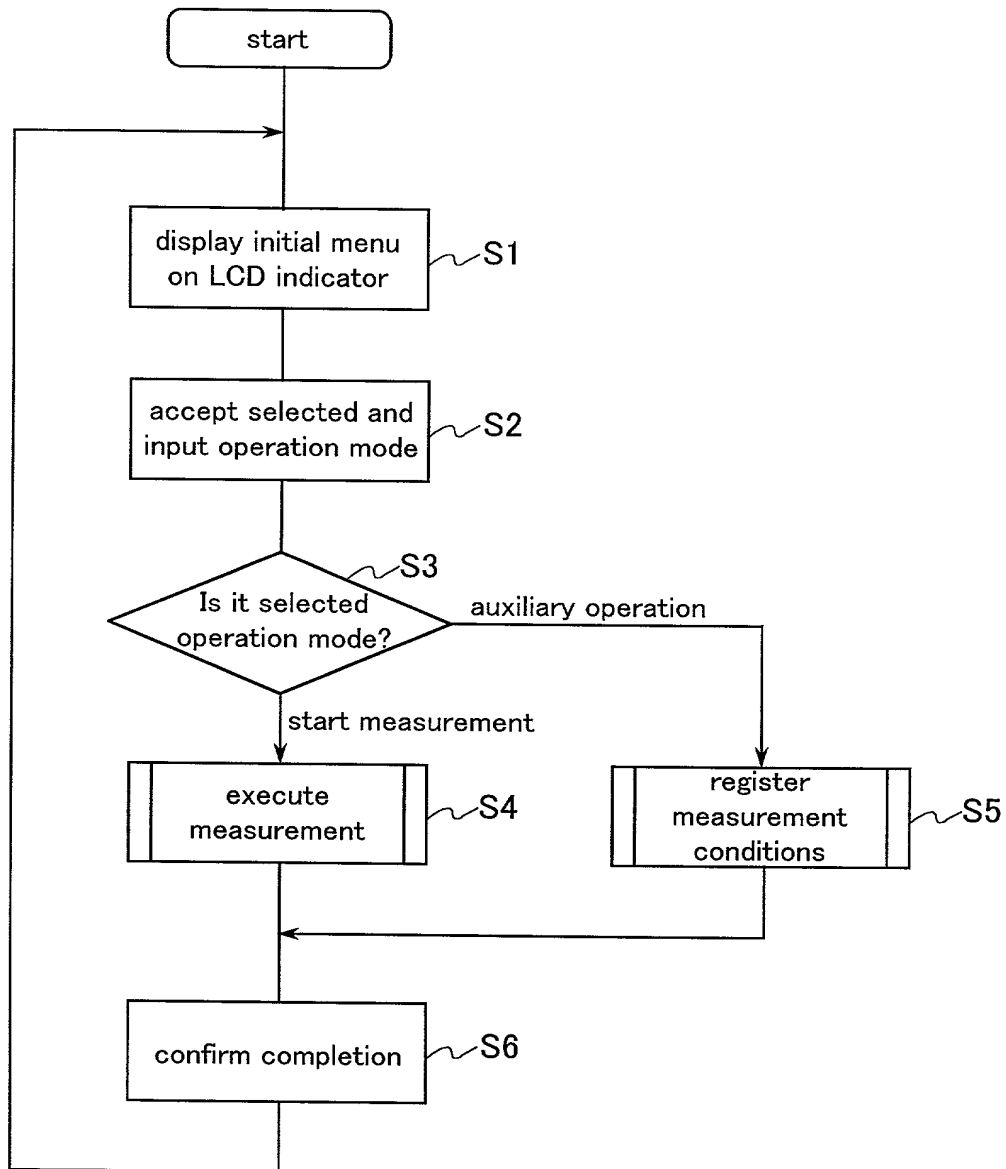 start
display initial menu
on LCD indicator
S1
accept selected and
input operation mode
S2
S3
Is it selected
operation mode?
auxiliary operation
start measurement
execute
measurement
S4
register
measurement
conditions
S5
confirm completion
S6